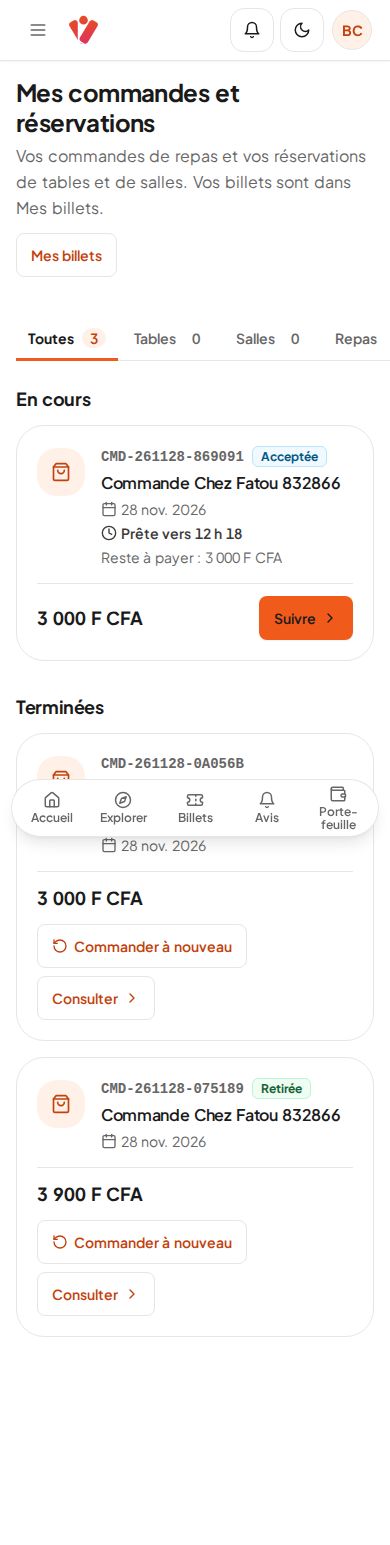 BC
Mes commandes et
réservations
Vos commandes de repas et vos réservations
de tables et de salles. Vos billets sont dans
Mes billets.
Mes billets
Toutes 3 Tables 0 Salles 0 Repas
En cours
CMD-261128-869091 Acceptée
Commande Chez Fatou 832866
28 nov. 2026
Prête vers 12 h 18
Reste à payer : 3 000 F CFA
3 000 F CFA Suivre
Terminées
CMD-261128-0A056B
Accueil Explorer Billets Avis Porte-
feuille
28 nov. 2026
3 000 F CFA
Commander à nouveau
Consulter
CMD-261128-075189 Retirée
Commande Chez Fatou 832866
28 nov. 2026
3 900 F CFA
Commander à nouveau
Consulter